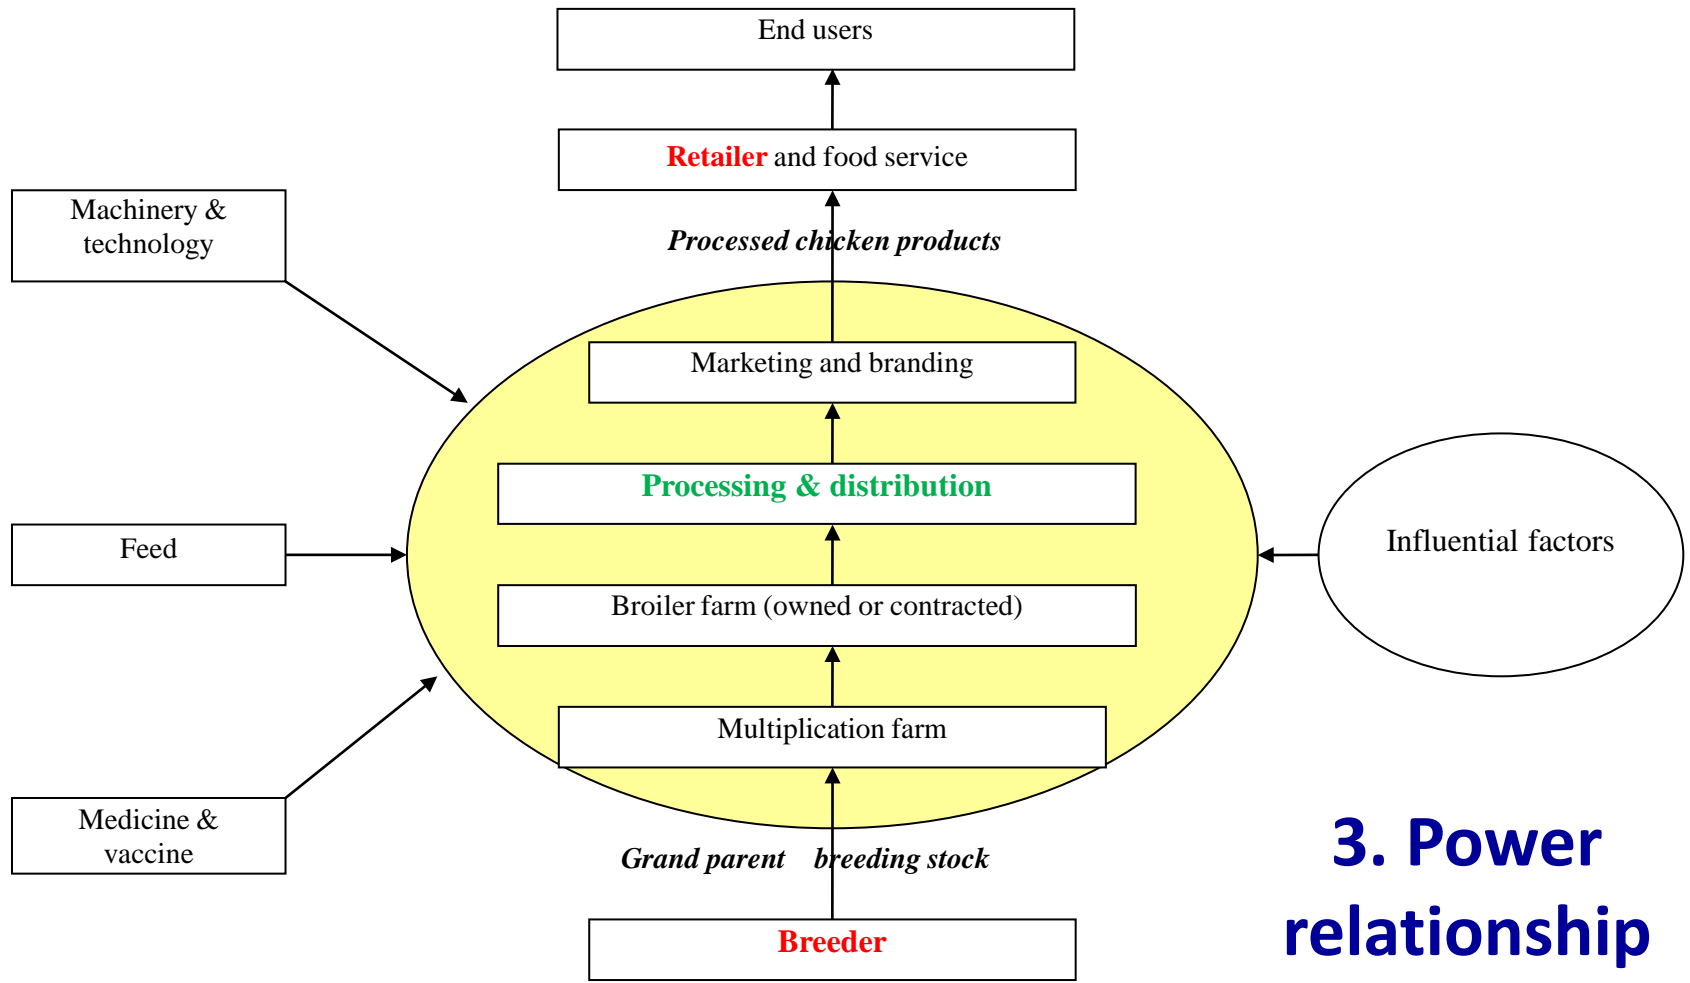 End users
Retailer and food service
Machinery &
technology
Processed chicken products
Marketing and branding
Processing & distribution
Feed
Influential factors
Broiler farm (owned or contracted)
Multiplication farm
Medicine &
vaccine
Grand parent breeding stock
Breeder
3. Power
relationship